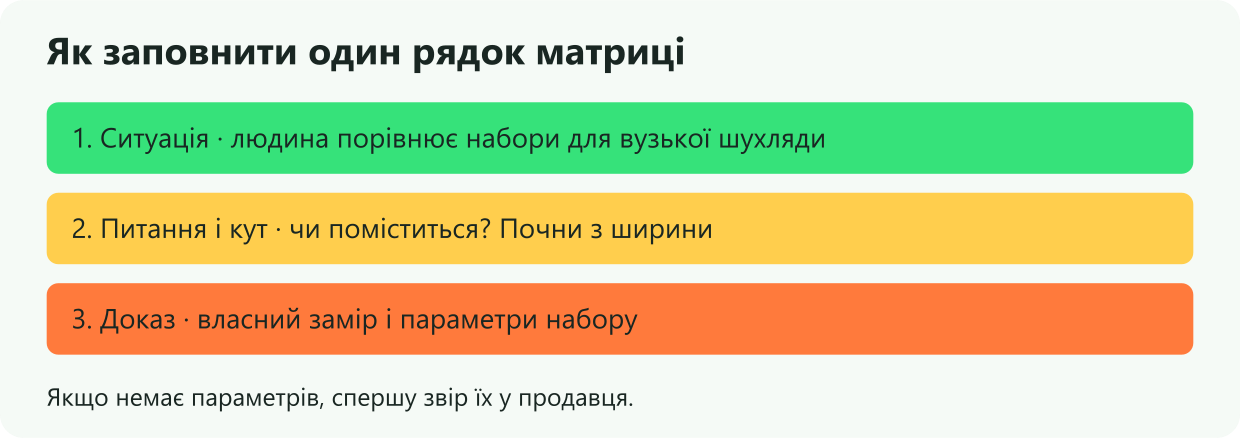 Як заповнити один рядок матриці
1. Ситуація · людина порівнює набори для вузької шухляди
2. Питання і кут · чи поміститься? Почни з ширини
3. Доказ · власний замір і параметри набору
Якщо немає параметрів, спершу звір їх у продавця.